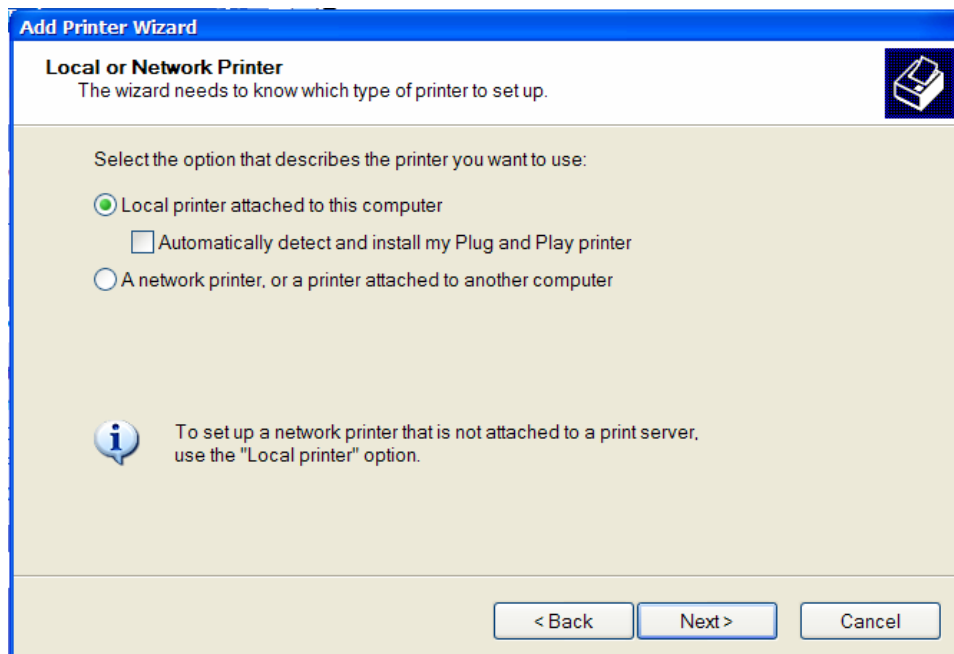 Add Printer Wizard
Local or Network Printer
The wizard needs to know which type of printer to set up.
Select the option that describes the printer you want to use:
Local printer attached to this computer
Automatically detect and install my Plug and Play printer
A network printer, or a printer attached to another computer
To set up a network printer that is not attached to a print server,
use the "Local printer" option.
< Back
Next >
Cancel